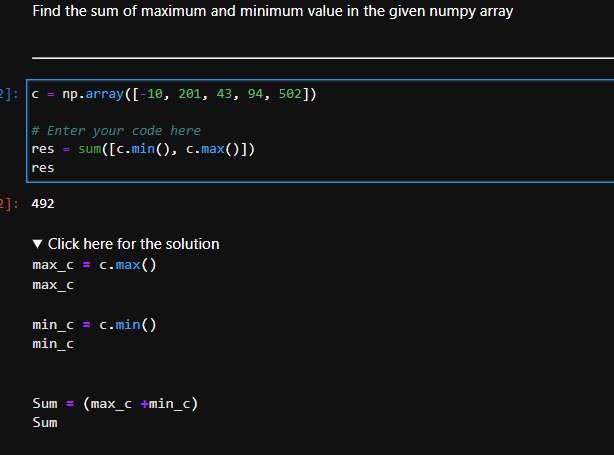 Find the sum of maximum and minimum value in the given numpy array
2]: c = np.array([-10, 201, 43, 94, 502])
# Enter your code here
res = sum([c.min(), c.max()])
res
2]: 492
▼ Click here for the solution
max_c = c.max()
max_c
min_c = c.min()
min_c
Sum = (max_c +min_c)
Sum